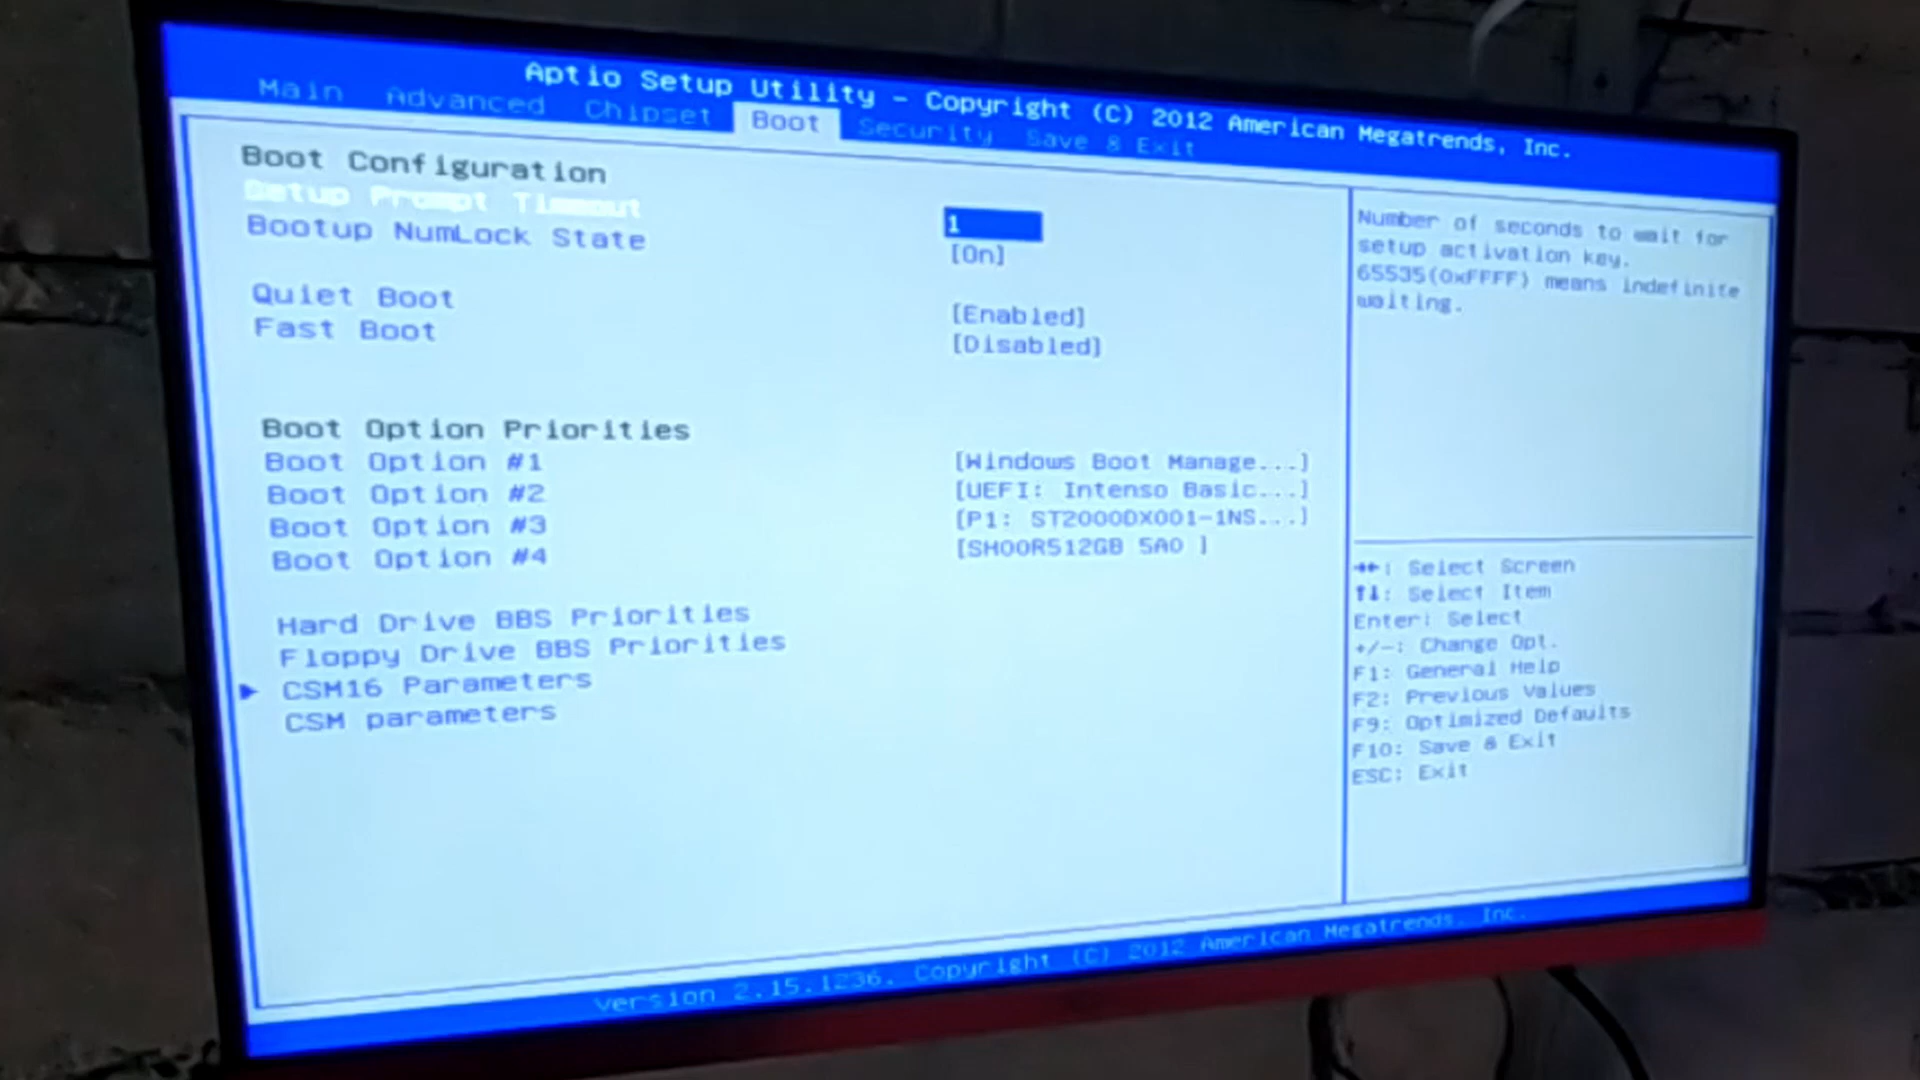 Aptio Setup Utility - Copyright (C) 2012 American Megatrends, Inc.
Main Advanced Chipset Boot Security Save & Exit
Boot Configuration
Setup Prompt Timeout 1
Bootup NumLock State [On]
Quiet Boot [Enabled]
Fast Boot [Disabled]
Boot Option Priorities
Boot Option #1 [Windows Boot Manage...]
Boot Option #2 [UEFI: Intenso Basic...]
Boot Option #3 [P1: ST2000DX001-1NS...]
Boot Option #4 [SH00R512GB 5A0 ]
Hard Drive BBS Priorities
Floppy Drive BBS Priorities
CSM16 Parameters
CSM parameters
Number of seconds to wait for
setup activation key.
65535(0xFFFF) means indefinite
waiting.
→←: Select Screen
↑↓: Select Item
Enter: Select
+/-: Change Opt.
F1: General Help
F2: Previous Values
F9: Optimized Defaults
F10: Save & Exit
ESC: Exit
Version 2.15.1236. Copyright (C) 2012 American Megatrends, Inc.